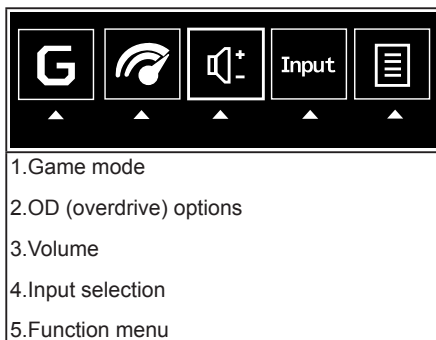 G Input
1.Game mode
2.OD (overdrive) options
3.Volume
4.Input selection
5.Function menu